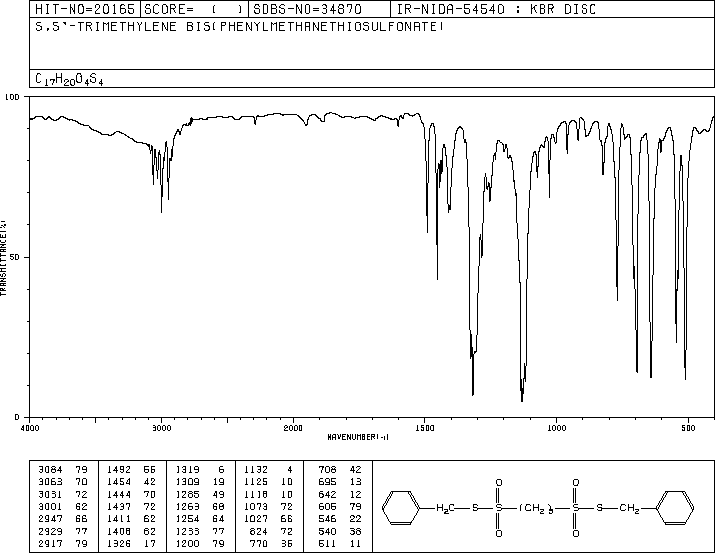 HIT-NO=20165 SCORE= ( ) SDBS-NO=34870 IR-NIDA-54540 : KBR DISC
S,S'-TRIMETHYLENE BIS(PHENYLMETHANETHIOSULFONATE)
C17H20O4S4
100
TRANSMITTANCE(%)
50
0
4000 3000 2000 1500 1000 500
WAVENUMBER(-1)
3084 79 1492 56 1319 6 1132 4 708 42
3063 70 1454 42 1309 19 1125 10 695 13
3031 72 1444 70 1285 49 1118 10 642 12
3001 62 1437 72 1263 68 1073 72 605 79
2947 66 1411 62 1254 64 1027 66 546 22
2929 77 1408 62 1233 77 824 72 540 38
2917 79 1326 17 1200 79 770 35 511 11
O O
H2C S S (CH2)3 S S CH2
O O